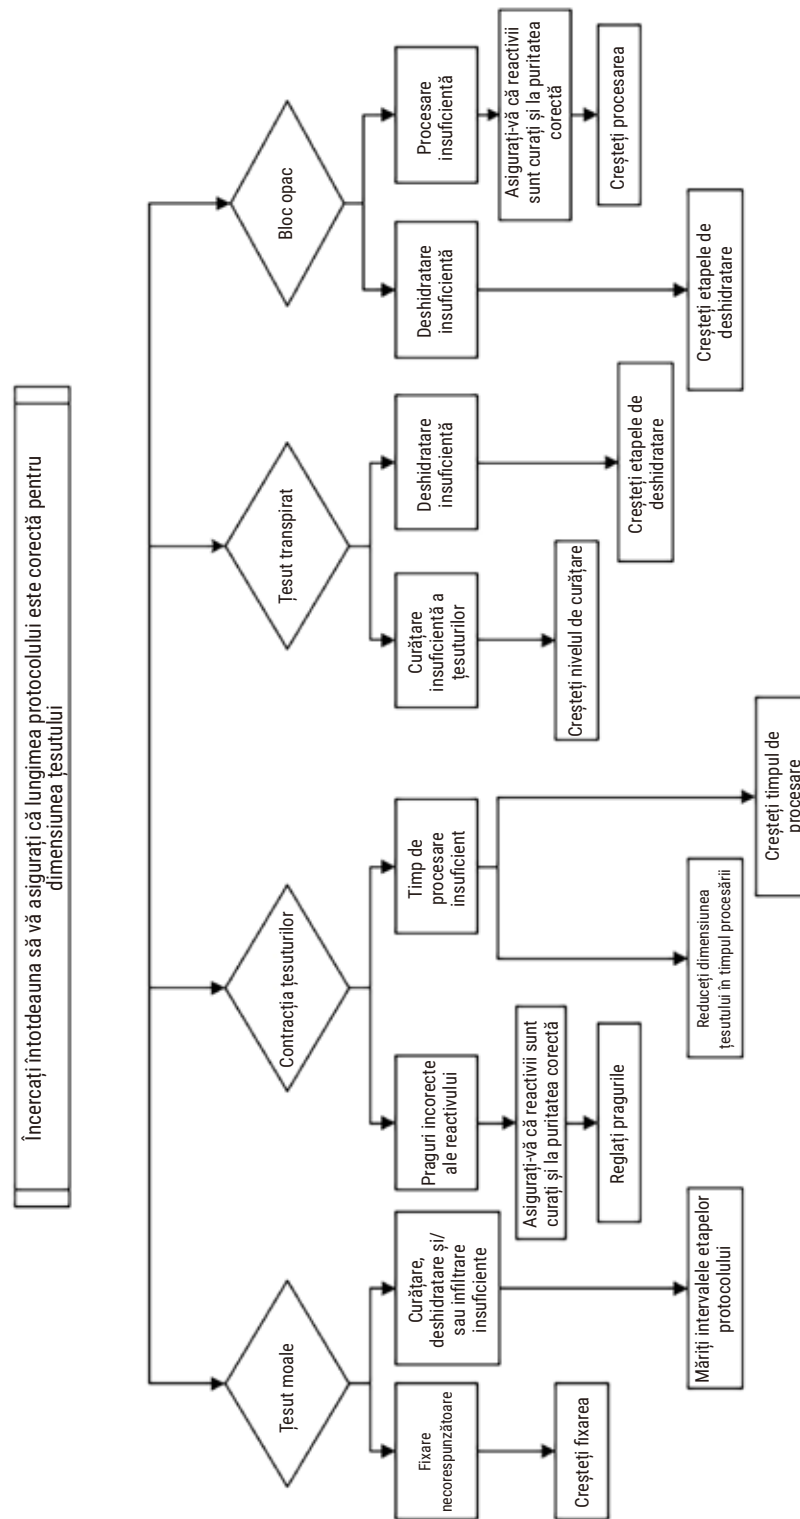 Încercați întotdeauna să vă asigurați că lungimea protocolului este corectă pentru
dimensiunea țesutului
Țesut moale
Fixare
necorespunzătoare
Creșteți fixarea
Curățare,
deshidratare și/
sau infiltrare
insuficiente
Măriți intervalele etapelor
protocolului
Contracția țesuturilor
Praguri incorecte
ale reactivului
Asigurați-vă că reactivii sunt
curați și la puritatea corectă
Reglați pragurile
Timp de
procesare
insuficient
Reduceți dimensiunea
țesutului în timpul procesării
Creșteți timpul de
procesare
Țesut transpirat
Curățare
insuficientă a
țesuturilor
Creșteți nivelul de curățare
Deshidratare
insuficientă
Creșteți etapele de
deshidratare
Bloc opac
Deshidratare
insuficientă
Creșteți etapele de
deshidratare
Procesare
insuficientă
Asigurați-vă că reactivii
sunt curați și la puritatea
corectă
Creșteți procesarea